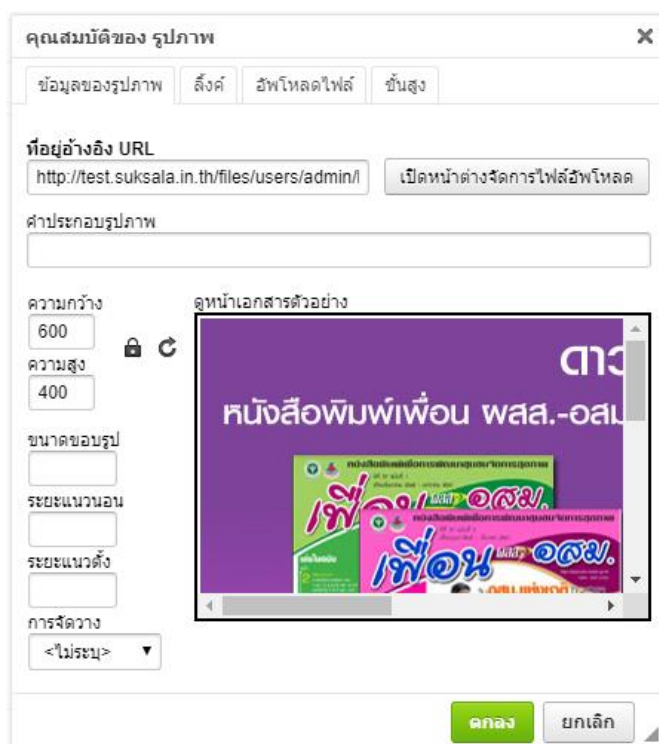 คุณสมบัติของ รูปภาพ
ข้อมูลของรูปภาพ ลิ้งค์ อัพโหลดไฟล์ ขั้นสูง
ที่อยู่อ้างอิง URL
http://test.suksala.in.th/files/users/admin/ เปิดหน้าต่างจัดการไฟล์อัพโหลด
คำประกอบรูปภาพ
ความกว้าง ดูหน้าเอกสารตัวอย่าง
600
ความสูง
400
ขนาดขอบรูป
ระยะแนวนอน
ระยะแนวตั้ง
การจัดวาง
<ไม่ระบุ>
ดาว
หนังสือพิมพ์เพื่อน ผสส.-อสม
เพื่อน ผสส. อสม.
เพื่อน ผสส. อสม.
ตกลง ยกเลิก